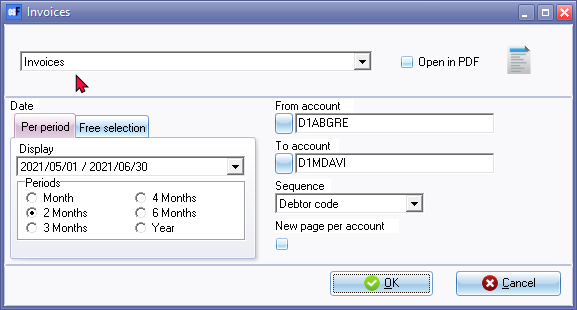 Invoices
Invoices
Open in PDF
Date
Per period
Free selection
Display
2021/05/01 / 2021/06/30
Periods
Month
4 Months
2 Months
6 Months
3 Months
Year
From account
D1ABGRE
To account
D1MDAVI
Sequence
Debtor code
New page per account
OK
Cancel